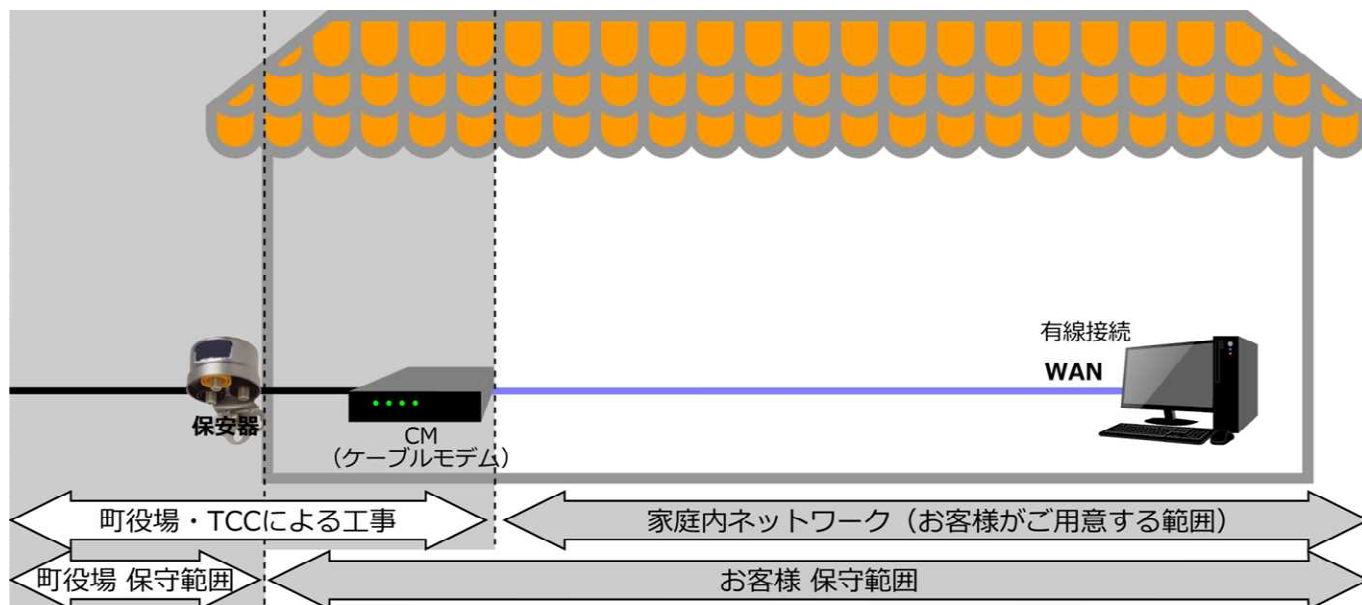 有線接続
WAN
保安器
CM
（ケーブルモデム）
町役場・TCCによる工事
家庭内ネットワーク（お客様がご用意する範囲）
町役場 保守範囲
お客様 保守範囲